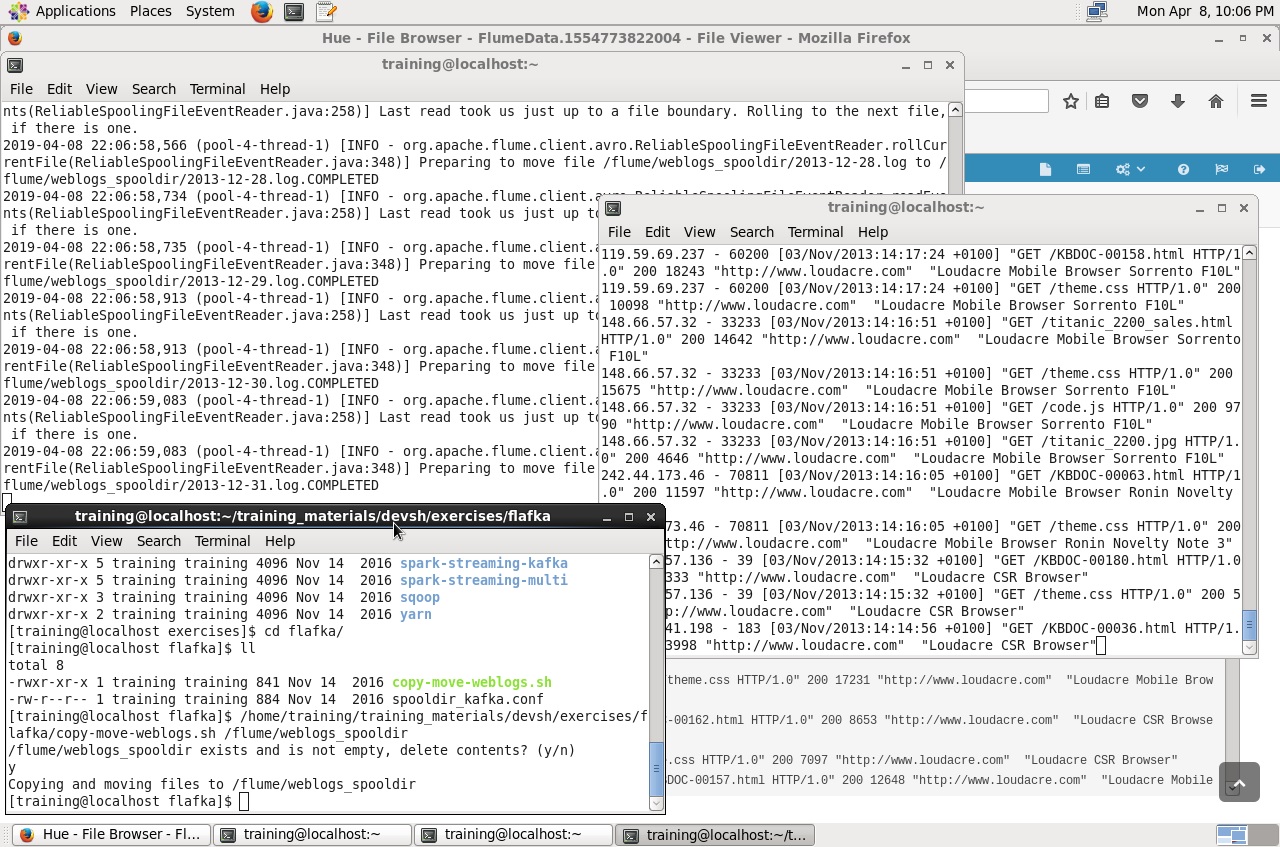 Applications Places System
Mon Apr 8, 10:06 PM
Hue - File Browser - FlumeData.1554773822004 - File Viewer - Mozilla Firefox
training@localhost:~
File Edit View Search Terminal Help
nts(ReliableSpoolingFileEventReader.java:258)] Last read took us just up to a file boundary. Rolling to the next file,
 if there is one.
2019-04-08 22:06:58,566 (pool-4-thread-1) [INFO - org.apache.flume.client.avro.ReliableSpoolingFileEventReader.rollCur
rentFile(ReliableSpoolingFileEventReader.java:348)] Preparing to move file /flume/weblogs_spooldir/2013-12-28.log to /
flume/weblogs_spooldir/2013-12-28.log.COMPLETED
2019-04-08 22:06:58,734 (pool-4-thread-1) [INFO - org.apache.flume.client.avro.ReliableSpoolingFileEventReader.readEve
nts(ReliableSpoolingFileEventReader.java:258)] Last read took us just up to
 if there is one.
2019-04-08 22:06:58,735 (pool-4-thread-1) [INFO - org.apache.flume.client.a
rentFile(ReliableSpoolingFileEventReader.java:348)] Preparing to move file
flume/weblogs_spooldir/2013-12-29.log.COMPLETED
2019-04-08 22:06:58,913 (pool-4-thread-1) [INFO - org.apache.flume.client.a
nts(ReliableSpoolingFileEventReader.java:258)] Last read took us just up to
 if there is one.
2019-04-08 22:06:58,913 (pool-4-thread-1) [INFO - org.apache.flume.client.a
rentFile(ReliableSpoolingFileEventReader.java:348)] Preparing to move file
flume/weblogs_spooldir/2013-12-30.log.COMPLETED
2019-04-08 22:06:59,083 (pool-4-thread-1) [INFO - org.apache.flume.client.a
nts(ReliableSpoolingFileEventReader.java:258)] Last read took us just up to
 if there is one.
2019-04-08 22:06:59,083 (pool-4-thread-1) [INFO - org.apache.flume.client.a
rentFile(ReliableSpoolingFileEventReader.java:348)] Preparing to move file
flume/weblogs_spooldir/2013-12-31.log.COMPLETED
training@localhost:~
File Edit View Search Terminal Help
119.59.69.237 - 60200 [03/Nov/2013:14:17:24 +0100] "GET /KBDOC-00158.html HTTP/1
.0" 200 18243 "http://www.loudacre.com"  "Loudacre Mobile Browser Sorrento F10L"
119.59.69.237 - 60200 [03/Nov/2013:14:17:24 +0100] "GET /theme.css HTTP/1.0" 200
 10098 "http://www.loudacre.com"  "Loudacre Mobile Browser Sorrento F10L"
148.66.57.32 - 33233 [03/Nov/2013:14:16:51 +0100] "GET /titanic_2200_sales.html
HTTP/1.0" 200 14642 "http://www.loudacre.com"  "Loudacre Mobile Browser Sorrento
 F10L"
148.66.57.32 - 33233 [03/Nov/2013:14:16:51 +0100] "GET /theme.css HTTP/1.0" 200
15675 "http://www.loudacre.com"  "Loudacre Mobile Browser Sorrento F10L"
148.66.57.32 - 33233 [03/Nov/2013:14:16:51 +0100] "GET /code.js HTTP/1.0" 200 97
90 "http://www.loudacre.com"  "Loudacre Mobile Browser Sorrento F10L"
148.66.57.32 - 33233 [03/Nov/2013:14:16:51 +0100] "GET /titanic_2200.jpg HTTP/1.
0" 200 4646 "http://www.loudacre.com"  "Loudacre Mobile Browser Sorrento F10L"
242.44.173.46 - 70811 [03/Nov/2013:14:16:05 +0100] "GET /KBDOC-00063.html HTTP/1
.0" 200 11597 "http://www.loudacre.com"  "Loudacre Mobile Browser Ronin Novelty
73.46 - 70811 [03/Nov/2013:14:16:05 +0100] "GET /theme.css HTTP/1.0" 200
p://www.loudacre.com"  "Loudacre Mobile Browser Ronin Novelty Note 3"
57.136 - 39 [03/Nov/2013:14:15:32 +0100] "GET /KBDOC-00180.html HTTP/1.0
333 "http://www.loudacre.com"  "Loudacre CSR Browser"
57.136 - 39 [03/Nov/2013:14:15:32 +0100] "GET /theme.css HTTP/1.0" 200 5
p://www.loudacre.com"  "Loudacre CSR Browser"
41.198 - 183 [03/Nov/2013:14:14:56 +0100] "GET /KBDOC-00036.html HTTP/1.
3998 "http://www.loudacre.com"  "Loudacre CSR Browser"
theme.css HTTP/1.0" 200 17231 "http://www.loudacre.com"  "Loudacre Mobile Brow
-00162.html HTTP/1.0" 200 8653 "http://www.loudacre.com"  "Loudacre CSR Browse
.css HTTP/1.0" 200 7097 "http://www.loudacre.com"  "Loudacre CSR Browser"
DOC-00157.html HTTP/1.0" 200 12648 "http://www.loudacre.com"  "Loudacre Mobile
training@localhost:~/training_materials/devsh/exercises/flafka
File Edit View Search Terminal Help
drwxr-xr-x 5 training training 4096 Nov 14  2016 spark-streaming-kafka
drwxr-xr-x 5 training training 4096 Nov 14  2016 spark-streaming-multi
drwxr-xr-x 3 training training 4096 Nov 14  2016 sqoop
drwxr-xr-x 2 training training 4096 Nov 14  2016 yarn
[training@localhost exercises]$ cd flafka/
[training@localhost flafka]$ ll
total 8
-rwxr-xr-x 1 training training 841 Nov 14  2016 copy-move-weblogs.sh
-rw-r--r-- 1 training training 884 Nov 14  2016 spooldir_kafka.conf
[training@localhost flafka]$ /home/training/training_materials/devsh/exercises/f
lafka/copy-move-weblogs.sh /flume/weblogs_spooldir
/flume/weblogs_spooldir exists and is not empty, delete contents? (y/n)
y
Copying and moving files to /flume/weblogs_spooldir
[training@localhost flafka]$
Hue - File Browser - Fl...
training@localhost:~
training@localhost:~
training@localhost:~/t...